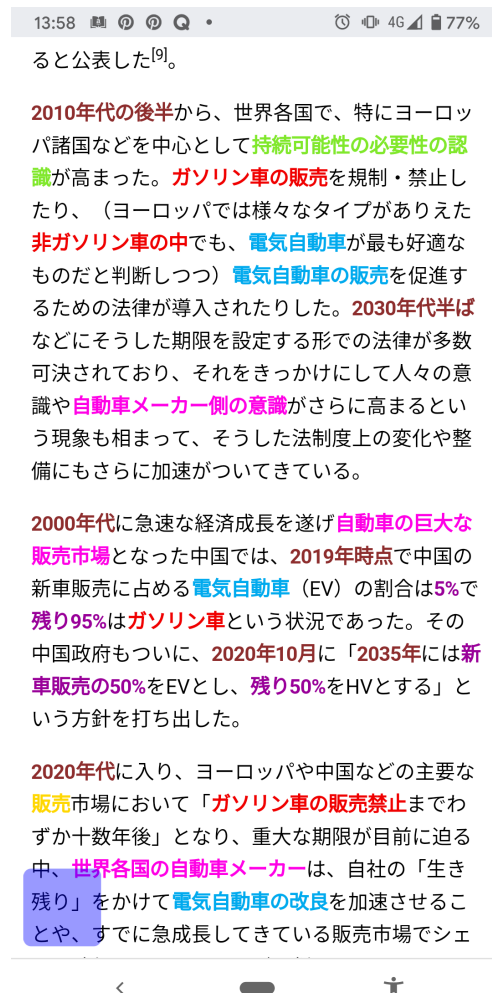 13:58 4G 77%
ると公表した[9]。
2010年代の後半から、世界各国で、特にヨーロッ
パ諸国などを中心として持続可能性の必要性の認
識が高まった。ガソリン車の販売を規制・禁止し
たり、（ヨーロッパでは様々なタイプがありえた
非ガソリン車の中でも、電気自動車が最も好適な
ものだと判断しつつ）電気自動車の販売を促進す
るための法律が導入されたりした。2030年代半ば
などにそうした期限を設定する形での法律が多数
可決されており、それをきっかけにして人々の意
識や自動車メーカー側の意識がさらに高まるとい
う現象も相まって、そうした法制度上の変化や整
備にもさらに加速がついてきている。
2000年代に急速な経済成長を遂げ自動車の巨大な
販売市場となった中国では、2019年時点で中国の
新車販売に占める電気自動車（EV）の割合は5%で
残り95%はガソリン車という状況であった。その
中国政府もついに、2020年10月に「2035年には新
車販売の50%をEVとし、残り50%をHVとする」と
いう方針を打ち出した。
2020年代に入り、ヨーロッパや中国などの主要な
販売市場において「ガソリン車の販売禁止までわ
ずか十数年後」となり、重大な期限が目前に迫る
中、世界各国の自動車メーカーは、自社の「生き
残り」をかけて電気自動車の改良を加速させるこ
とや、すでに急成長してきている販売市場でシェ